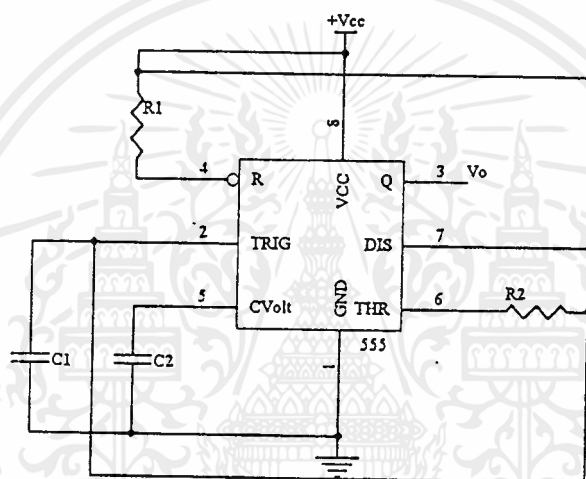 +Vcc
R1
8
4
R
VCC
Q
3
Vo
2
TRIG
DIS
7
R2
5
CVolt
GND
THR
6
555
C1
C2
1